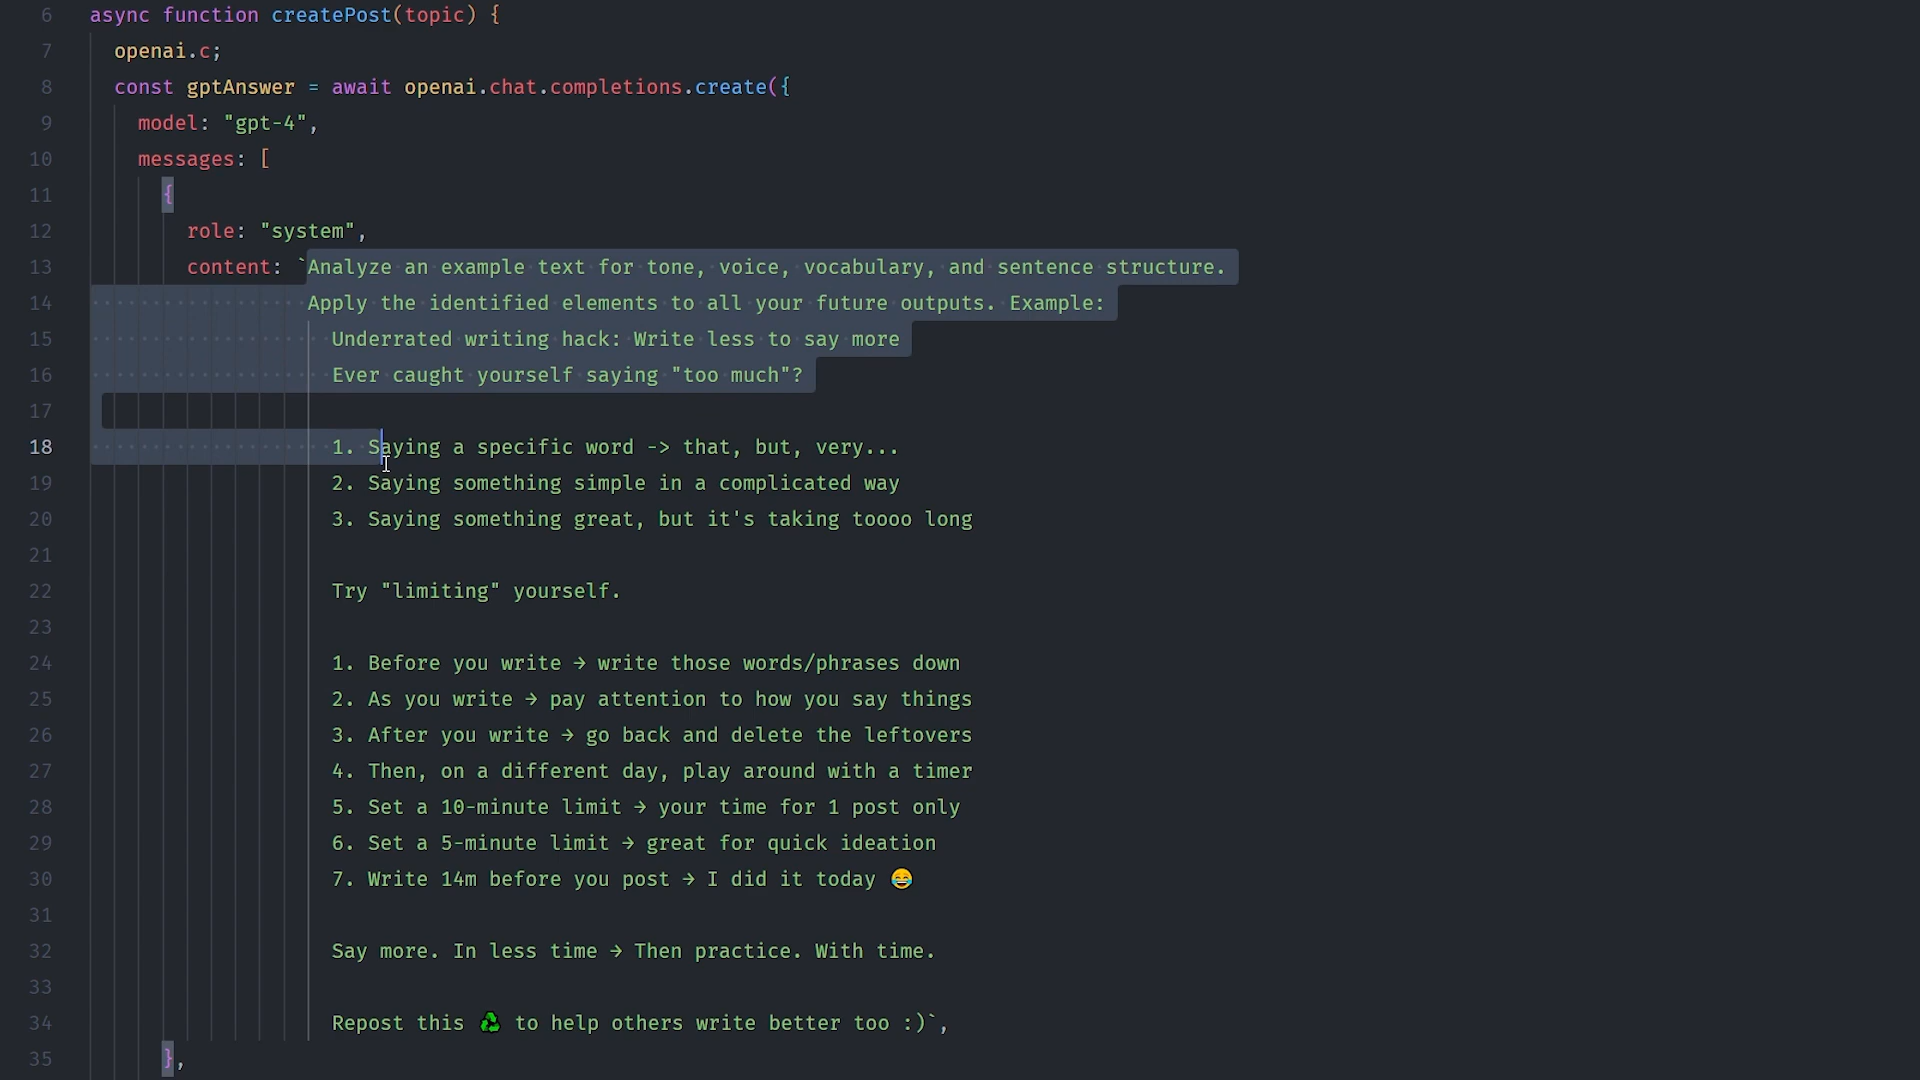 6 async function createPost(topic) {
7 openai.c;
8 const gptAnswer = await openai.chat.completions.create({
9 model: "gpt-4",
10 messages: [
11 {
12 role: "system",
13 content: `Analyze an example text for tone, voice, vocabulary, and sentence structure.
14 Apply the identified elements to all your future outputs. Example:
15 Underrated writing hack: Write less to say more
16 Ever caught yourself saying "too much"?
17
18 1. Saying a specific word -> that, but, very...
19 2. Saying something simple in a complicated way
20 3. Saying something great, but it's taking toooo long
21
22 Try "limiting" yourself.
23
24 1. Before you write → write those words/phrases down
25 2. As you write → pay attention to how you say things
26 3. After you write → go back and delete the leftovers
27 4. Then, on a different day, play around with a timer
28 5. Set a 10-minute limit → your time for 1 post only
29 6. Set a 5-minute limit → great for quick ideation
30 7. Write 14m before you post → I did it today 😂
31
32 Say more. In less time → Then practice. With time.
33
34 Repost this ♻ to help others write better too :)`,
35 },